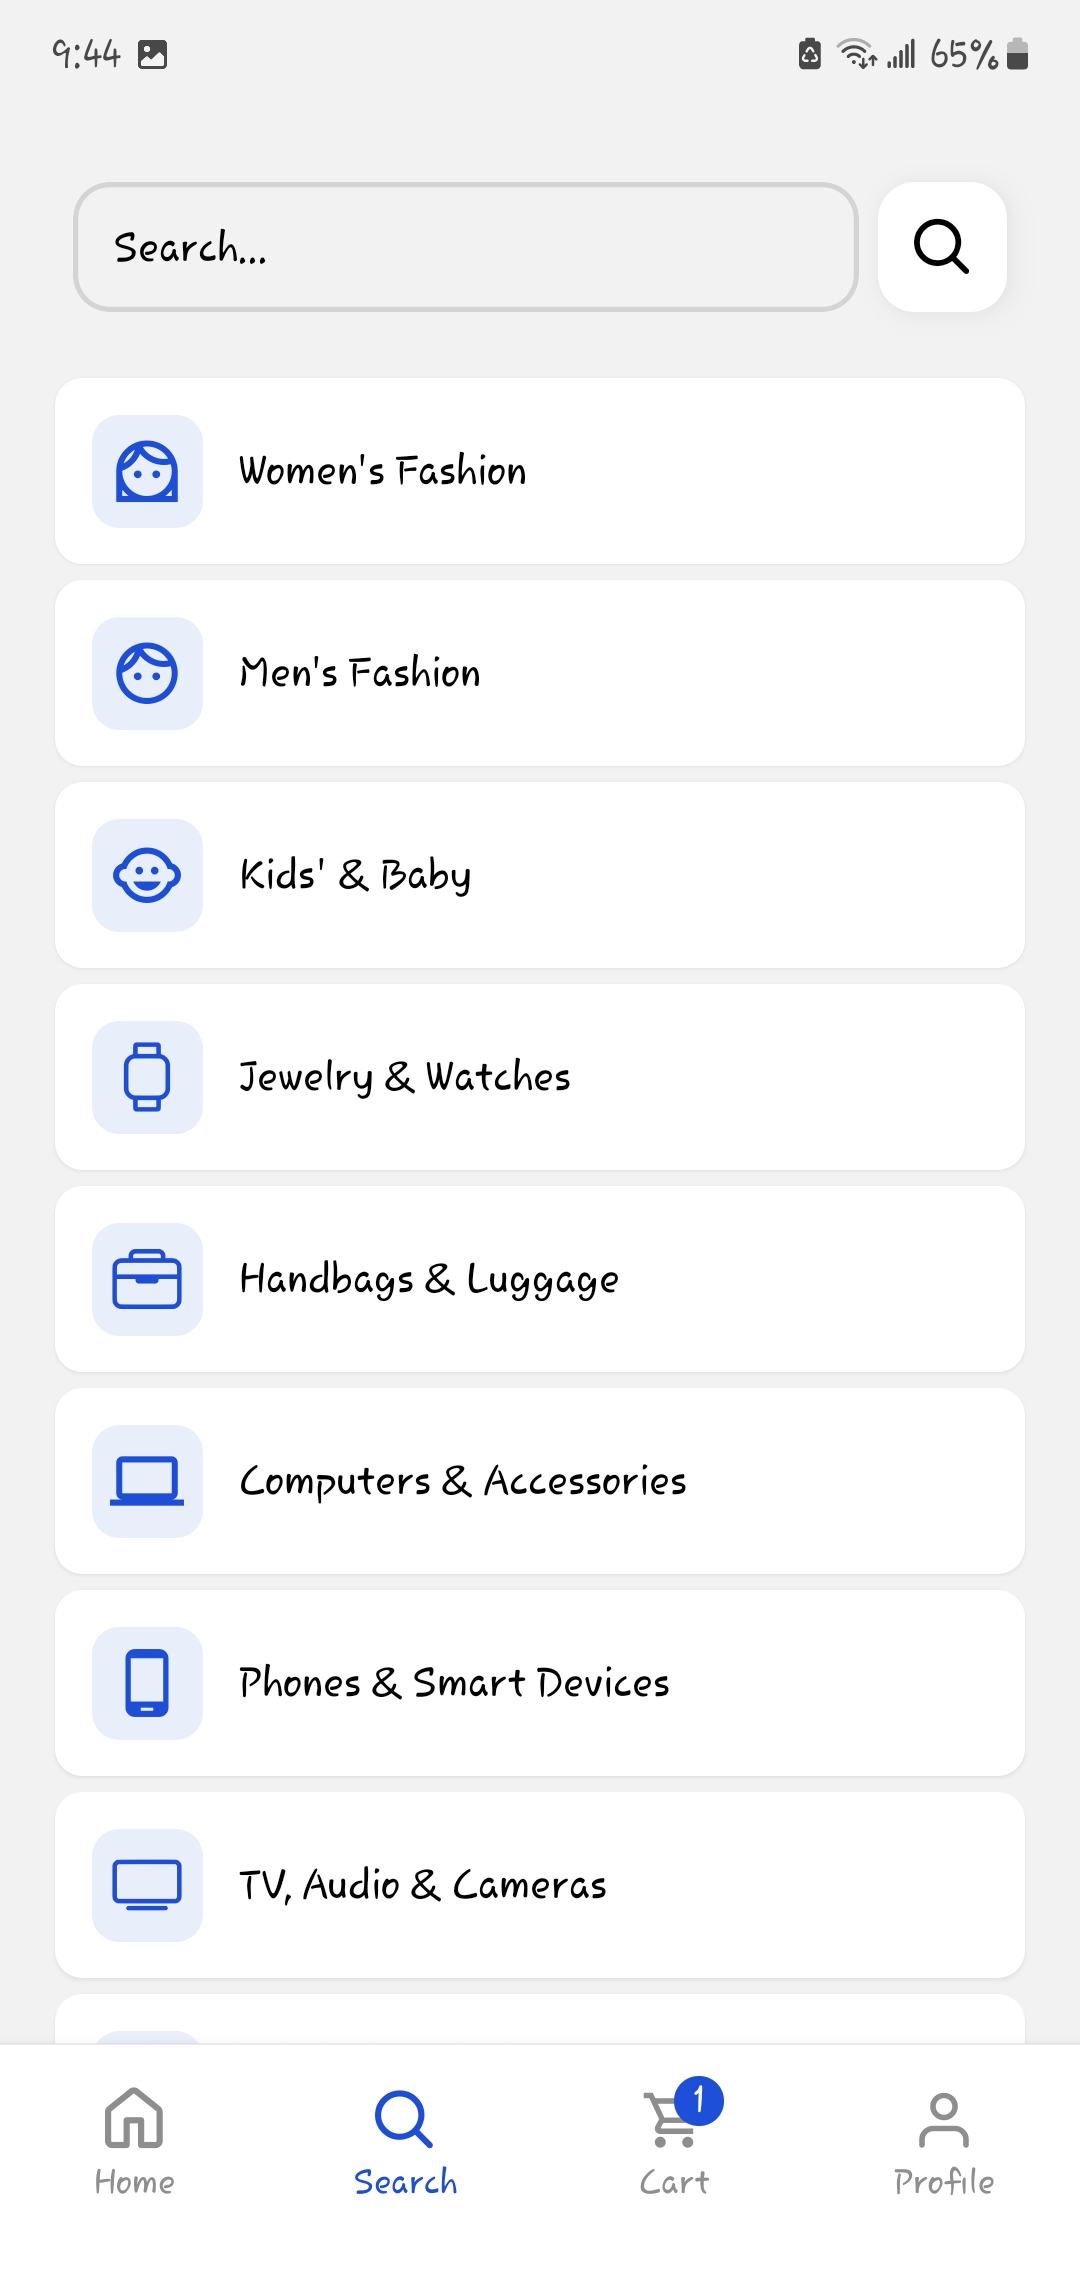 9:44
65%
Search...
Women's Fashion
Men's Fashion
Kids' & Baby
Jewelry & Watches
Handbags & Luggage
Computers & Accessories
Phones & Smart Devices
TV, Audio & Cameras
1
Home
Search
Cart
Profile